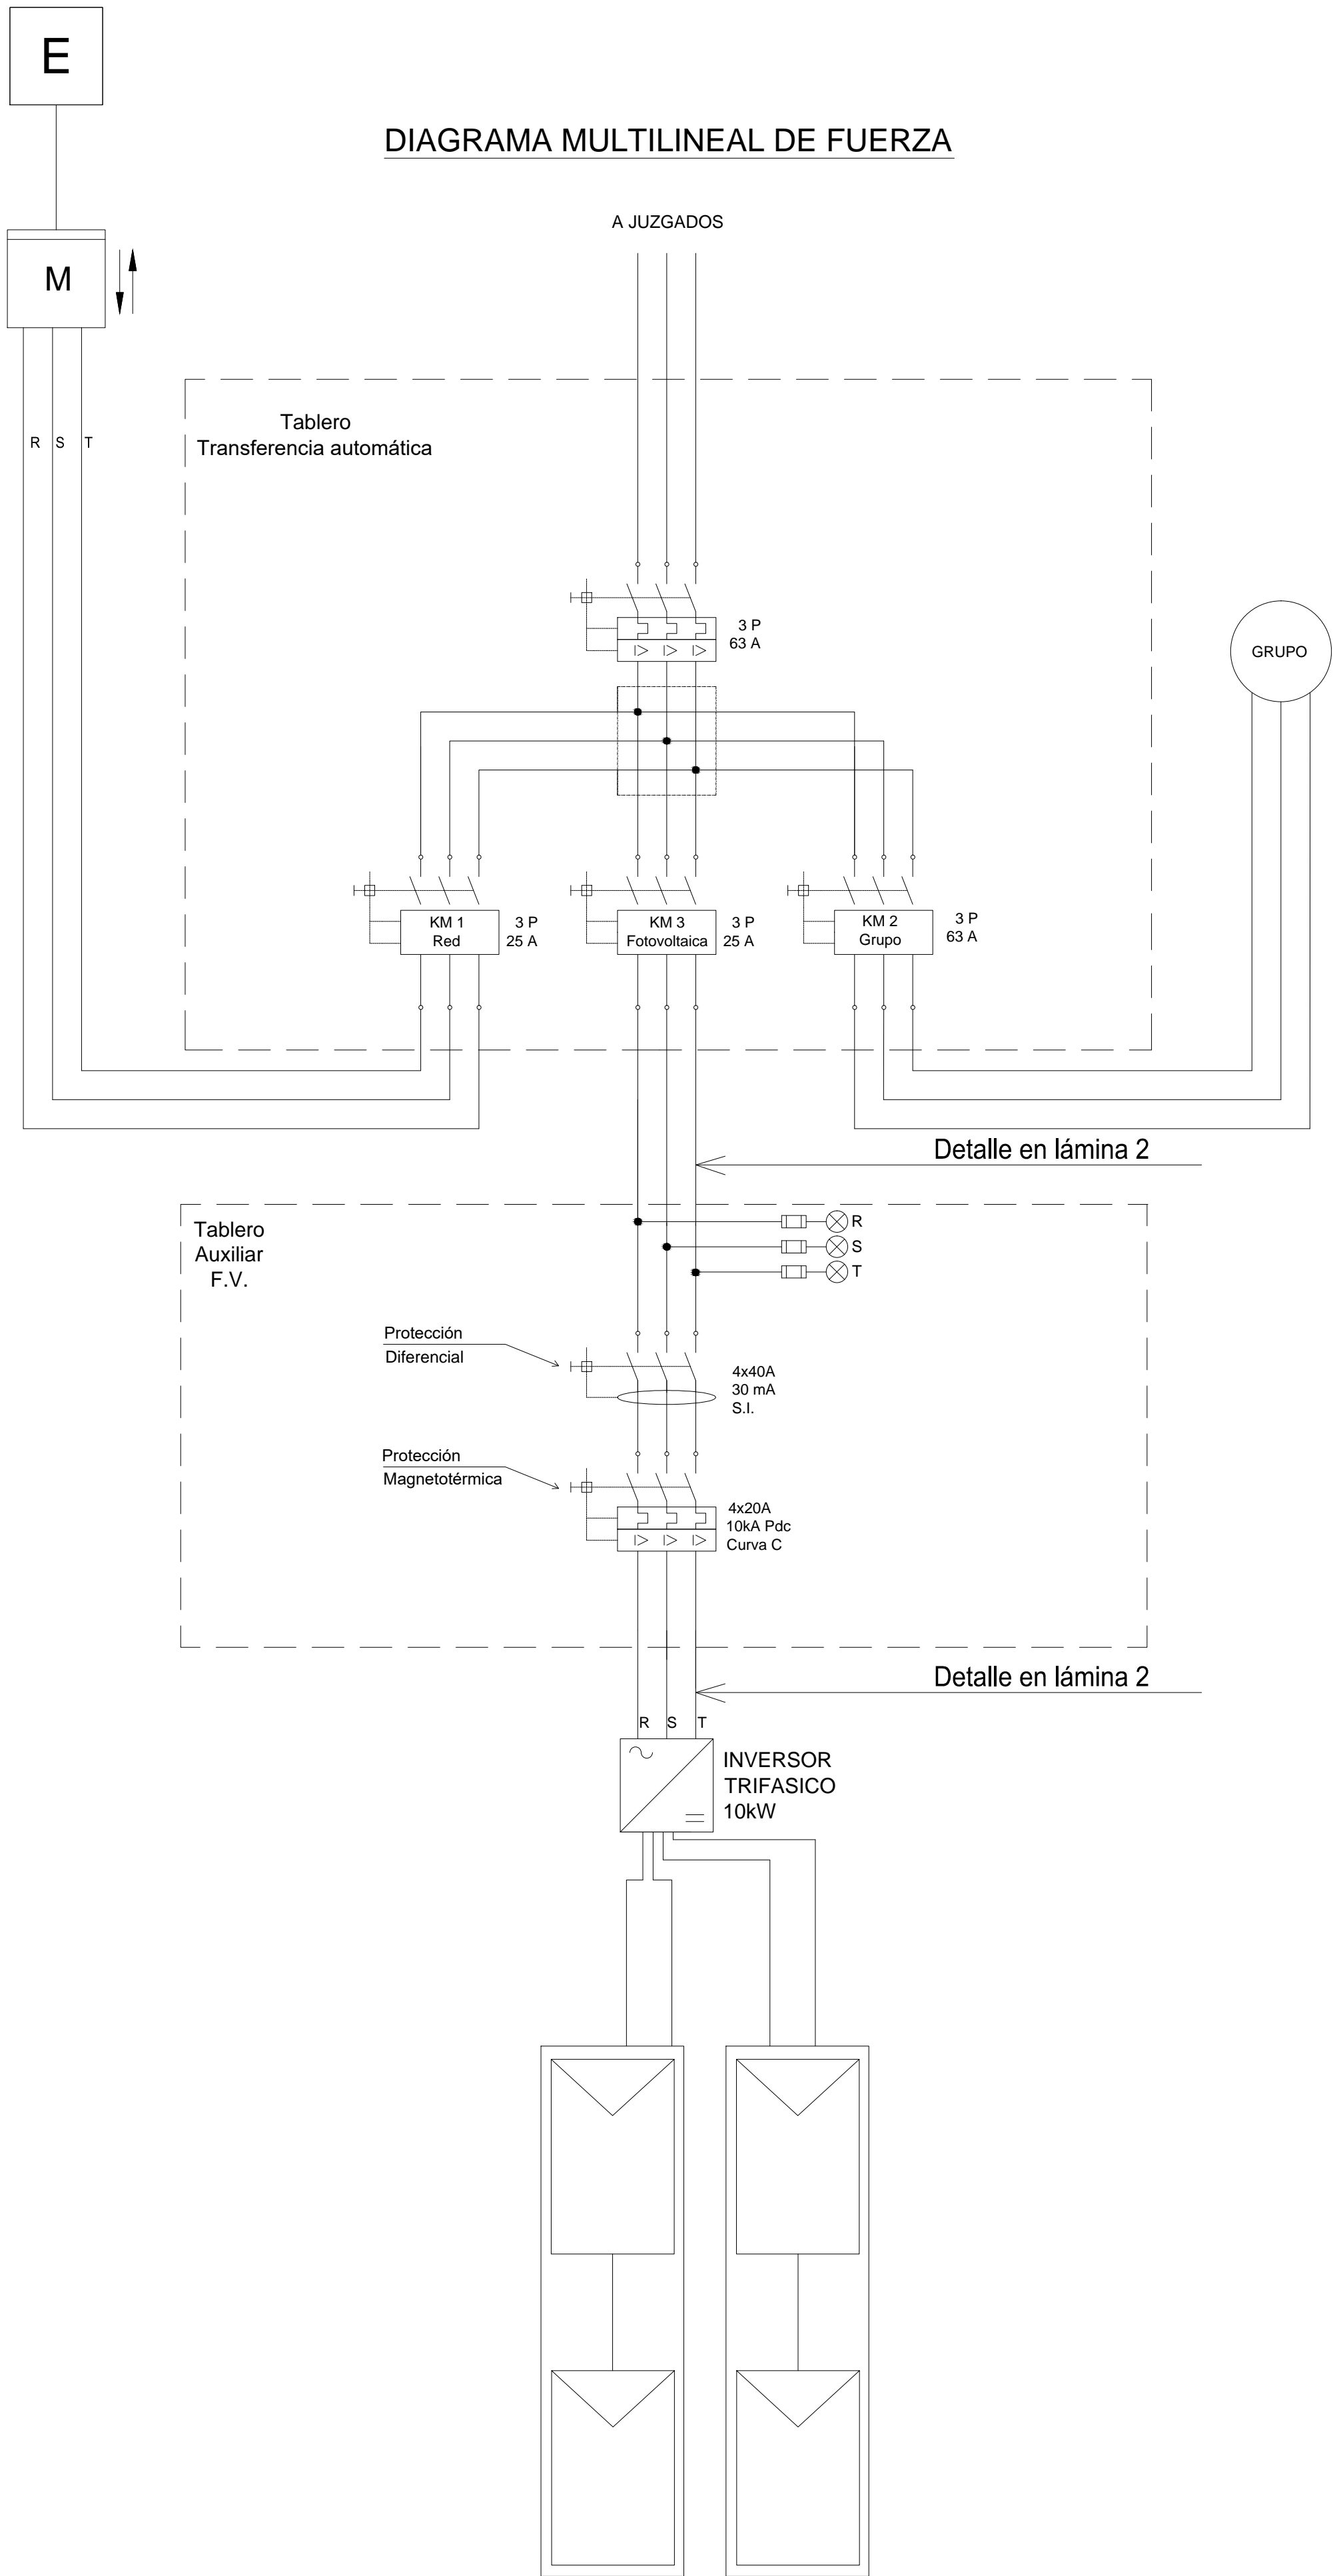 E
DIAGRAMA MULTILINEAL DE FUERZA
A JUZGADOS
M
Tablero
Transferencia automática
R S T
3 P
63 A
GRUPO
KM 1
Red
3 P
25 A
KM 3
Fotovoltaica
3 P
25 A
KM 2
Grupo
3 P
63 A
Detalle en lámina 2
Tablero
Auxiliar
F.V.
R
S
T
Protección
Diferencial
4x40A
30 mA
S.I.
Protección
Magnetotérmica
4x20A
10kA Pdc
Curva C
Detalle en lámina 2
R S T
INVERSOR
TRIFASICO
10kW